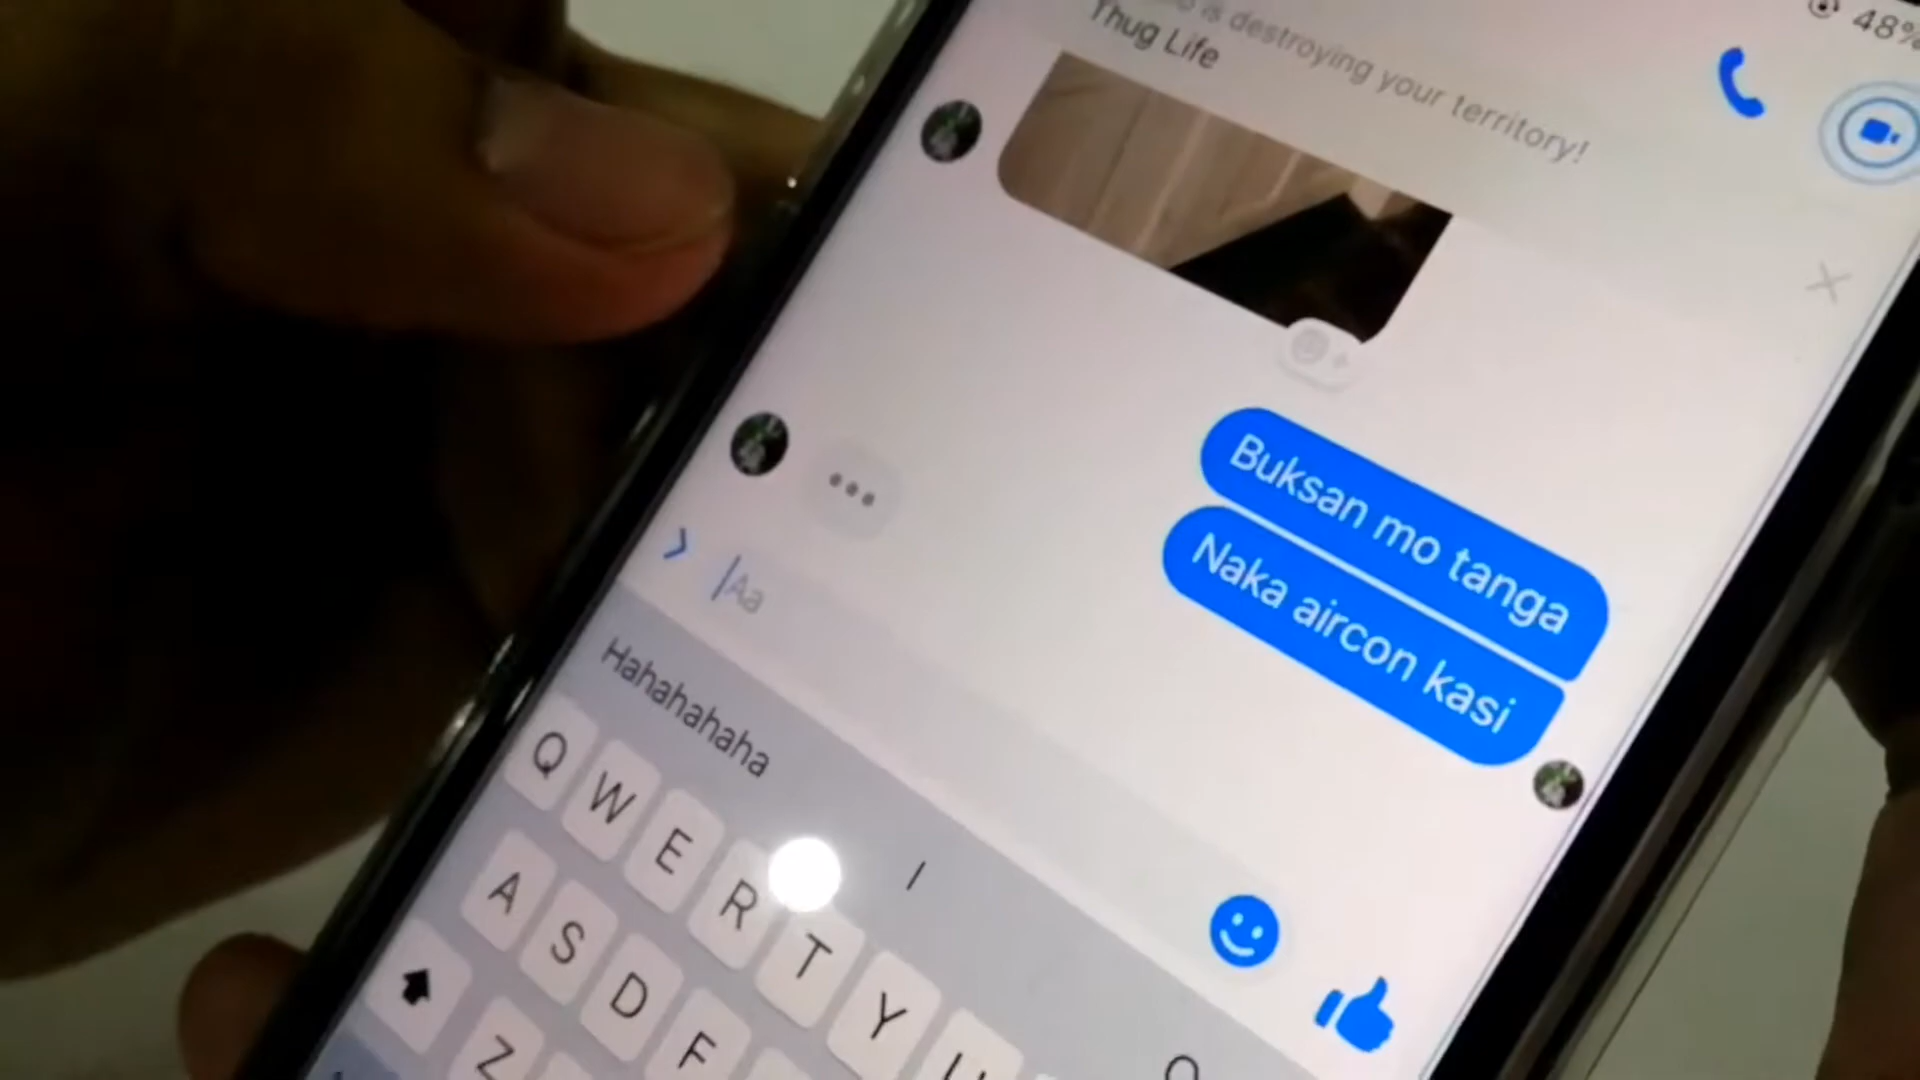 48%
is destroying your territory!
Thug Life
Buksan mo tanga
Naka aircon kasi
Aa
Hahahahaha
I
Q W E R T Y U
A S D F
Z